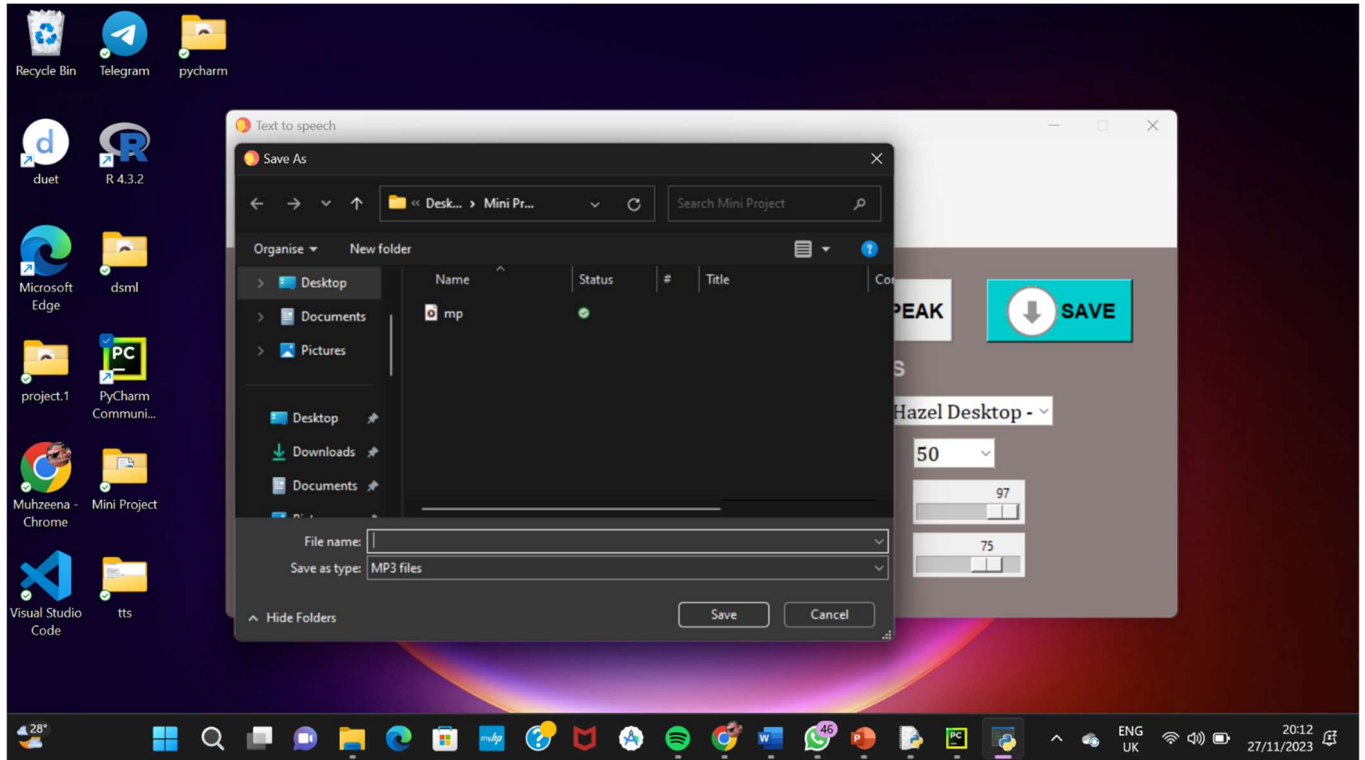 Recycle Bin
Telegram
pycharm
duet
R 4.3.2
Microsoft
Edge
dsml
project.1
PyCharm
Communi...
Muhzeena -
Chrome
Mini Project
Visual Studio
Code
tts
Text to speech
Save As
« Desk... › Mini Pr...
Search Mini Project
Organise
New folder
Name Status # Title Co
Desktop
Documents
Pictures
mp
Desktop
Downloads
Documents
File name:
Save as type: MP3 files
Hide Folders
Save
Cancel
PEAK
SAVE
S
Hazel Desktop -
50
97
75
28°
myhp
46
ENG
UK
20:12
27/11/2023